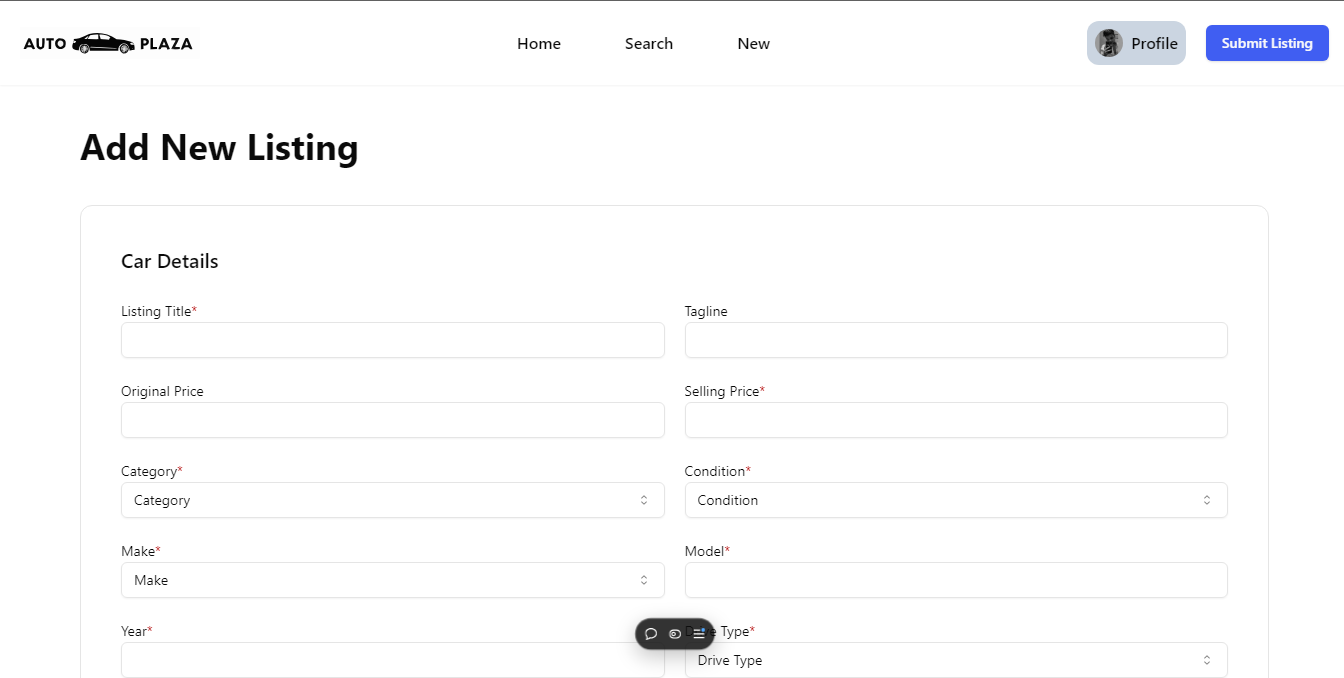 AUTO PLAZA
Home Search New Profile Submit Listing
Add New Listing
Car Details
Listing Title* Tagline
Original Price Selling Price*
Category* Condition*
Category Condition
Make* Model*
Make
Year* Type*
Drive Type